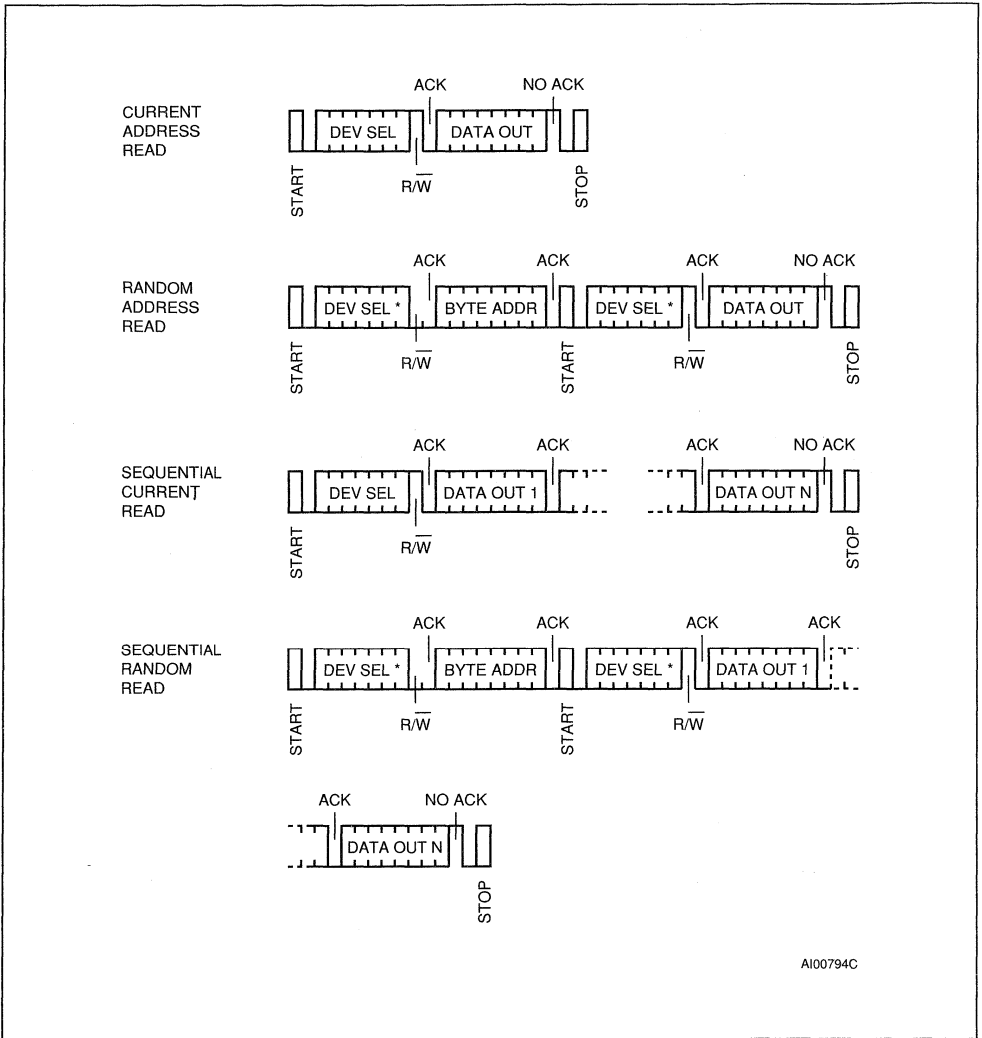 ACK NO ACK
CURRENT
ADDRESS
READ
DEV SEL DATA OUT
START R/W STOP
ACK ACK ACK NO ACK
RANDOM
ADDRESS
READ
DEV SEL * BYTE ADDR DEV SEL * DATA OUT
START R/W START R/W STOP
ACK ACK ACK NO ACK
SEQUENTIAL
CURRENT
READ
DEV SEL DATA OUT 1 DATA OUT N
START R/W STOP
ACK ACK ACK ACK
SEQUENTIAL
RANDOM
READ
DEV SEL * BYTE ADDR DEV SEL * DATA OUT 1
START R/W START R/W
ACK NO ACK
DATA OUT N
STOP
AI00794C